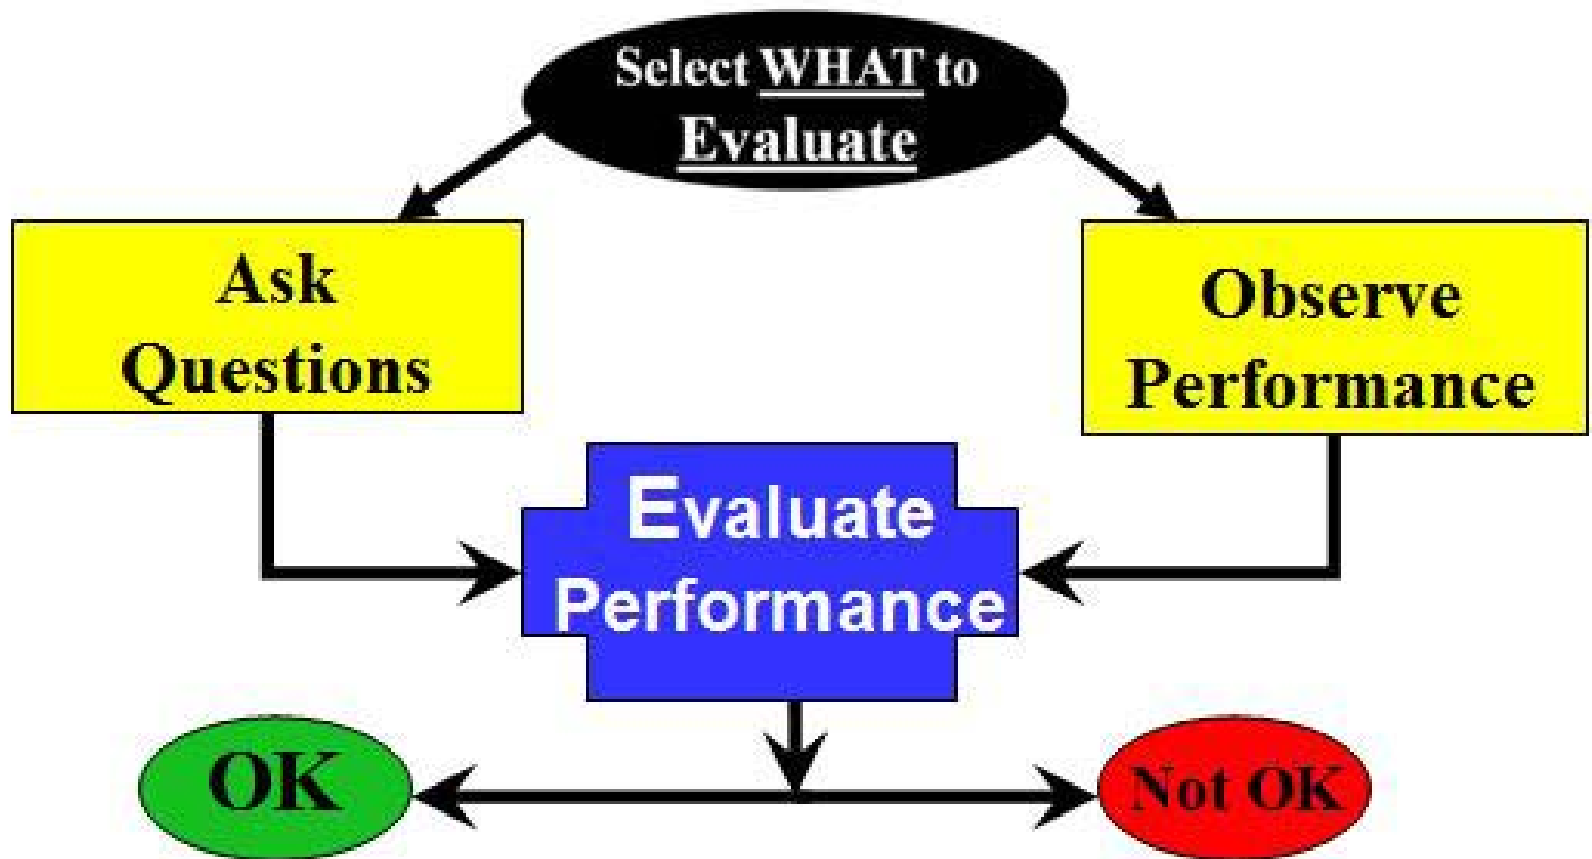 Select WHAT to
Evaluate
Ask
Questions
Observe
Performance
Evaluate
Performance
OK
Not OK